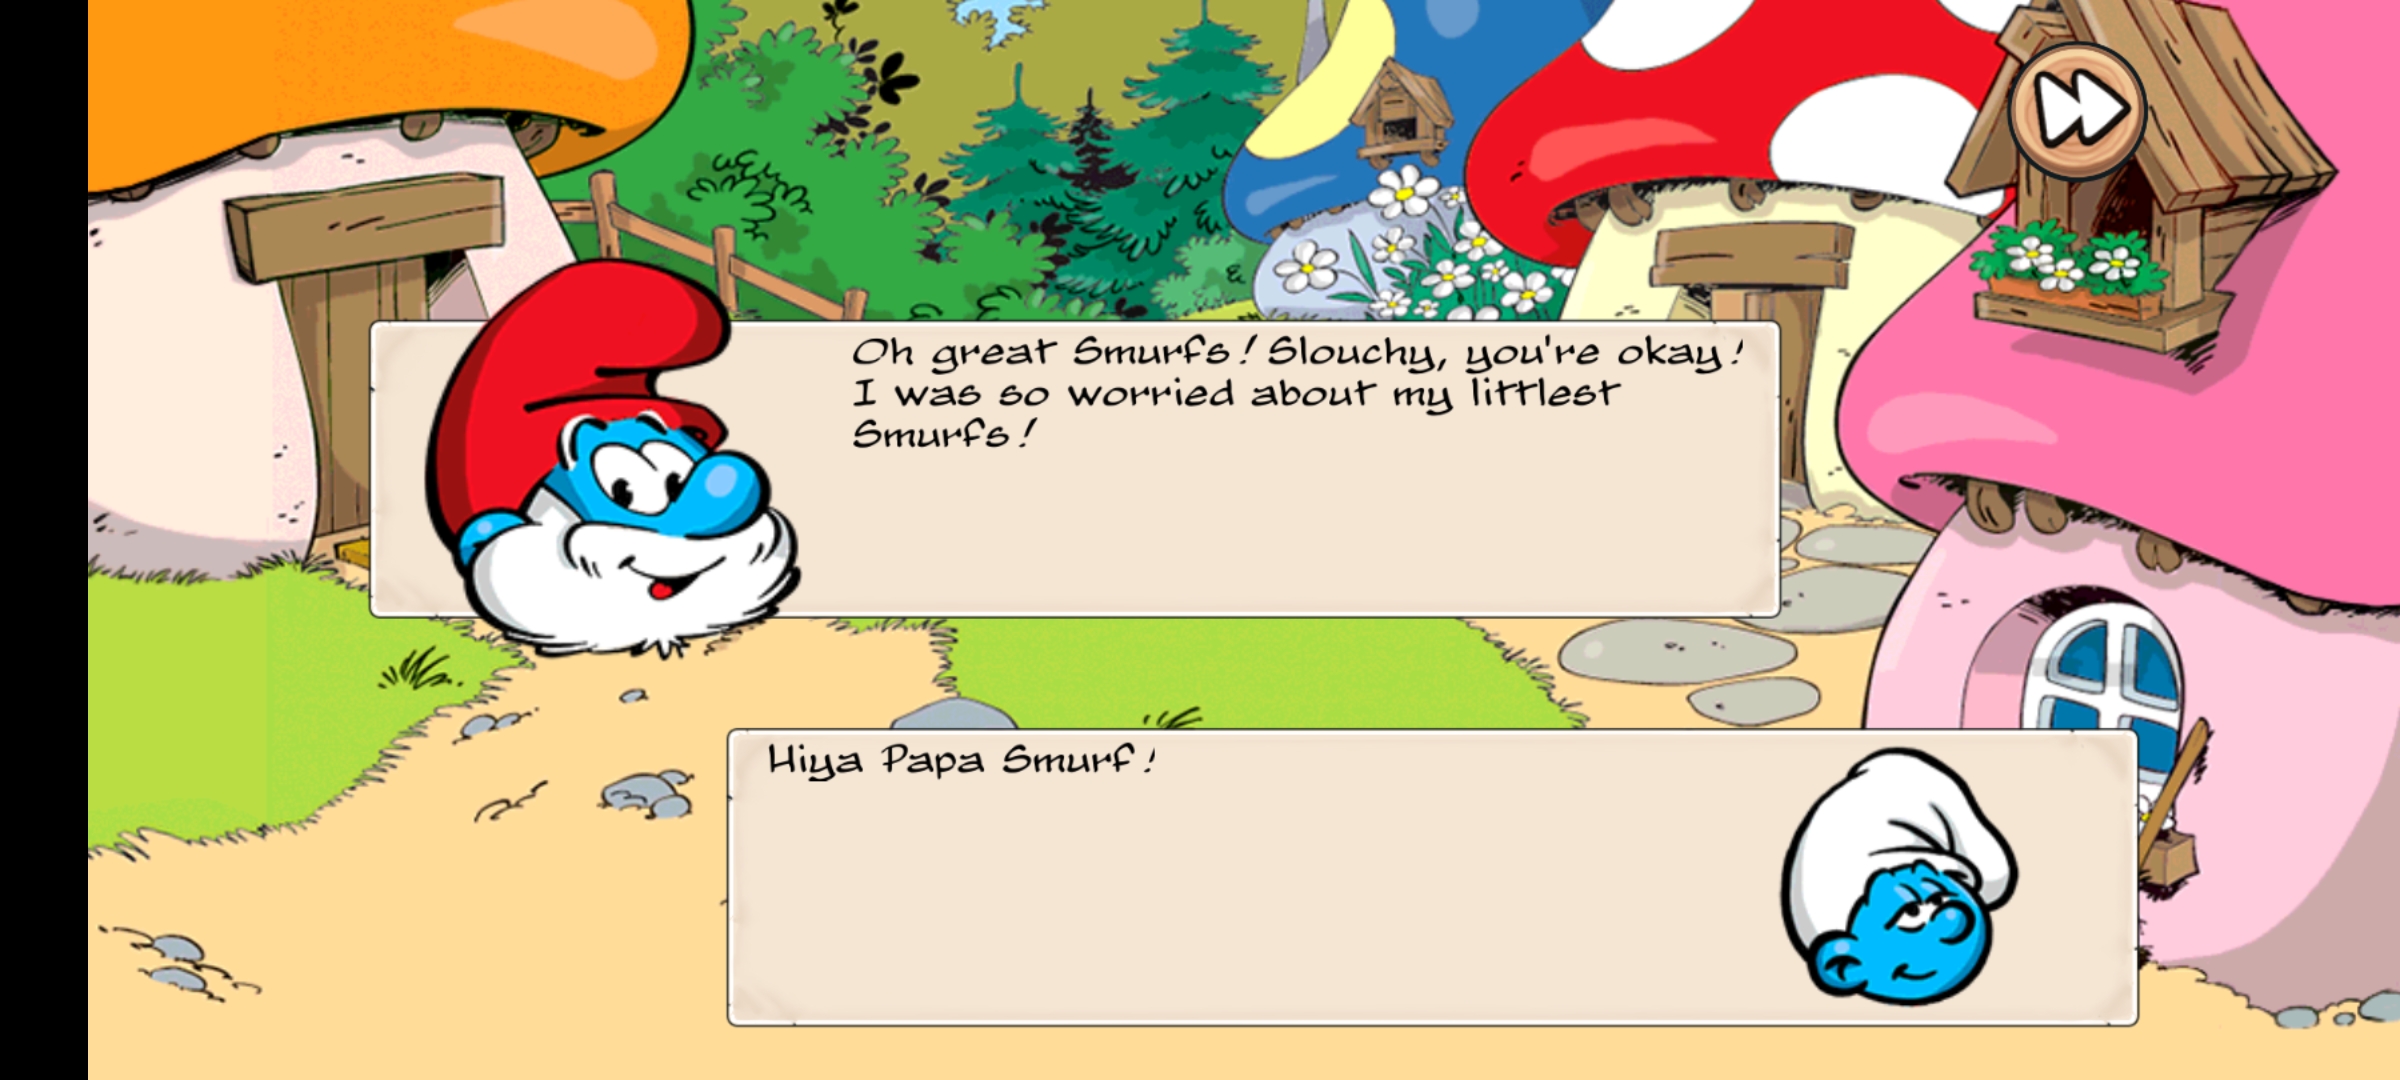 Oh great Smurfs! Slouchy, you're okay!
I was so worried about my littlest
Smurfs!
Hiya Papa Smurf!